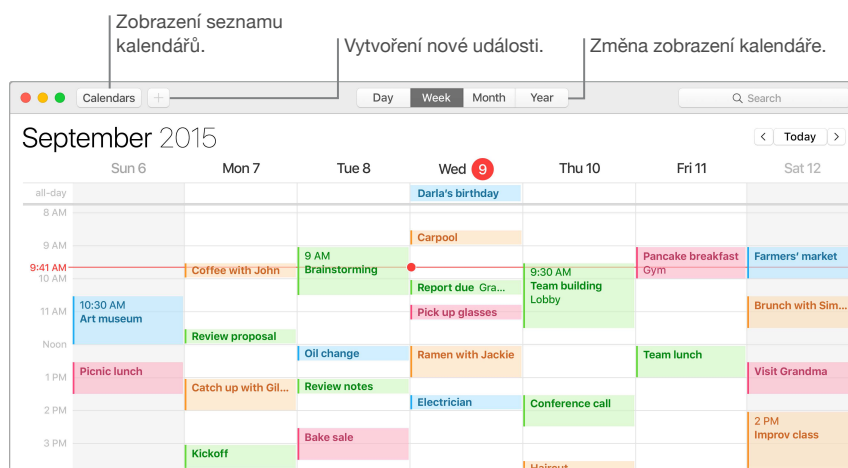 Zobrazení seznamu
kalendářů.
Vytvoření nové události.
Změna zobrazení kalendáře.
Calendars
+
Day
Week
Month
Year
Search
September 2015
<
Today
>
Sun 6
Mon 7
Tue 8
Wed 9
Thu 10
Fri 11
Sat 12
all-day
Darla's birthday
8 AM
Carpool
9 AM
9 AM
Brainstorming
Pancake breakfast
Gym
Farmers' market
9:41 AM
Coffee with John
9:30 AM
Team building
Lobby
10 AM
Report due Gra...
10:30 AM
Art museum
Pick up glasses
Brunch with Sim...
11 AM
Review proposal
Noon
Oil change
Ramen with Jackie
Team lunch
Picnic lunch
Visit Grandma
1 PM
Catch up with Gil...
Review notes
Electrician
Conference call
2 PM
2 PM
Improv class
Bake sale
3 PM
Kickoff
Haircut